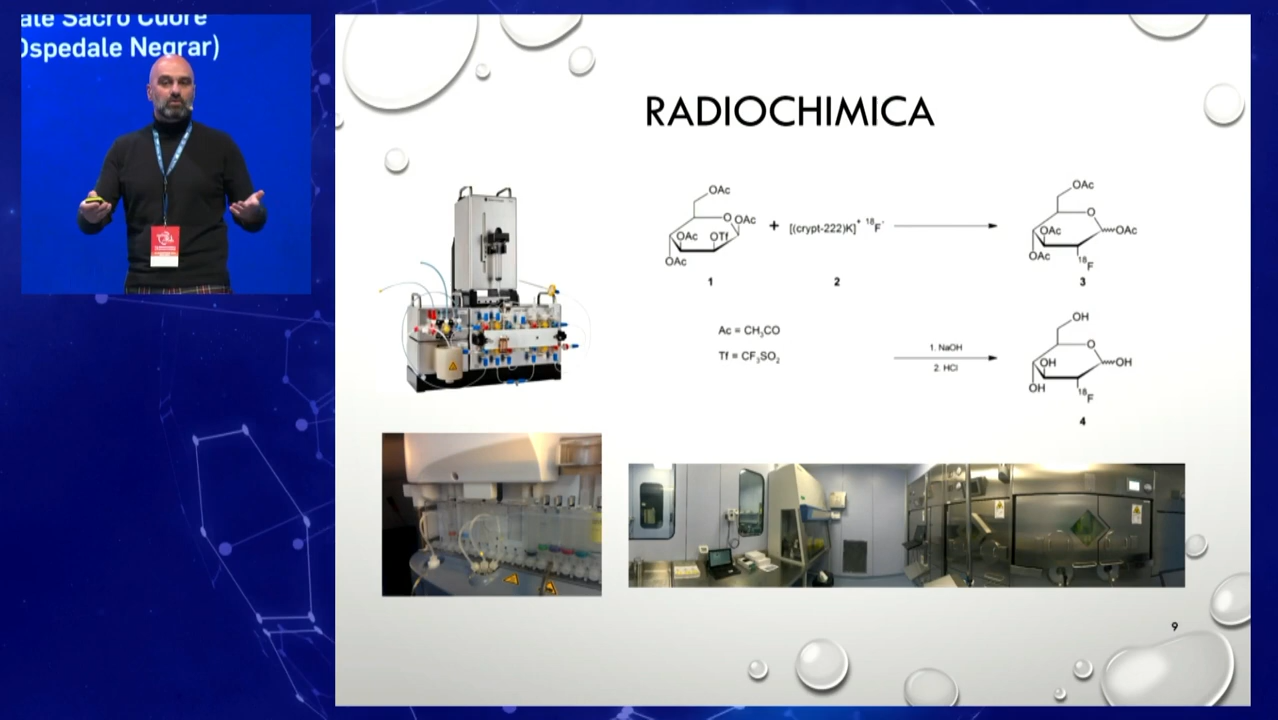 ale Sacro Cuore
Ospedale Negrar)
RADIOCHIMICA
OAc
O
OAc
OAc
OTf
OAc
1
+
[(crypt-222)K]⁺ ¹⁸F⁻
2
OAc
O
OAc
OAc
OAc
¹⁸F
3
Ac = CH₃CO
Tf = CF₃SO₂
1. NaOH
2. HCl
OH
O
OH
OH
OH
¹⁸F
4
9